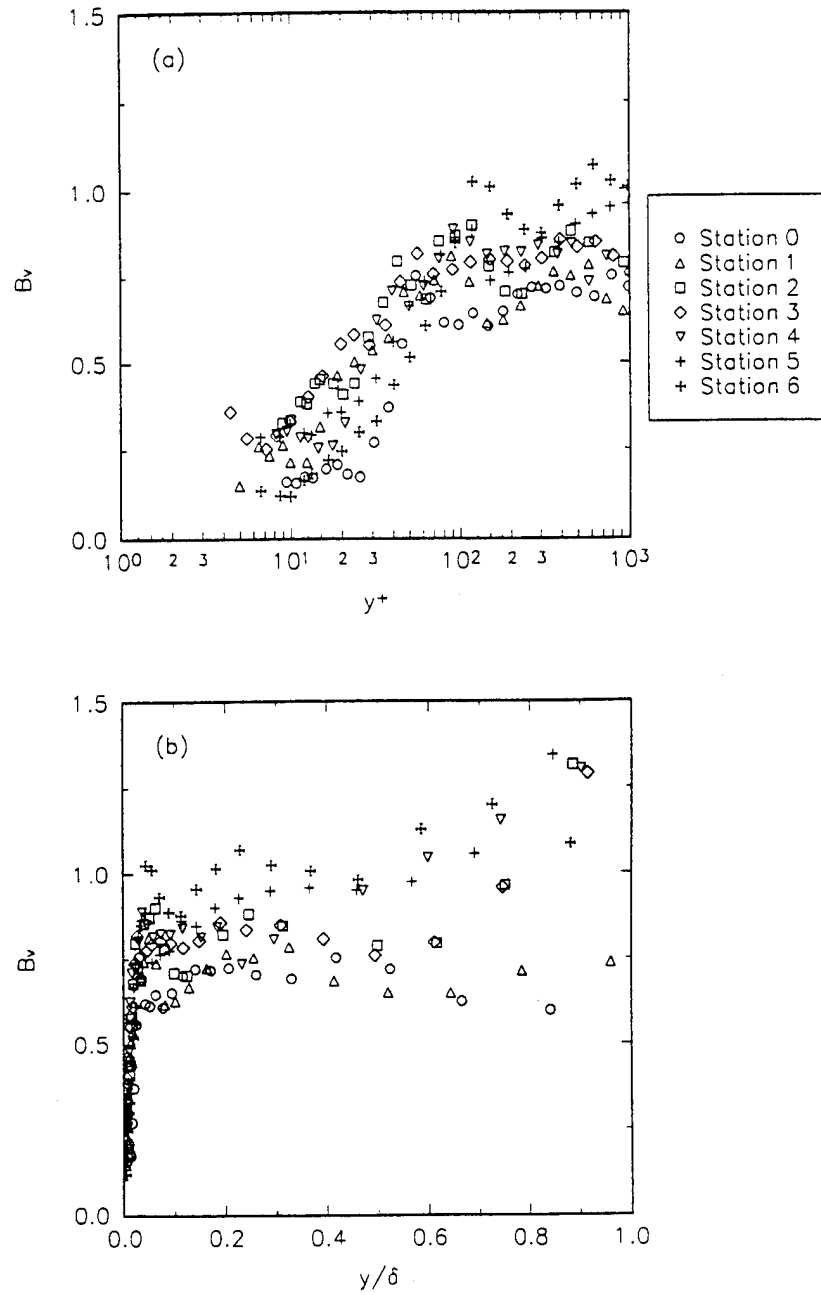 1.5
(a)
1.0
Bᵥ
0.5
0.0
10⁰ 2 3 10¹ 2 3 10² 2 3 10³
y⁺
Station 0
Station 1
Station 2
Station 3
Station 4
Station 5
Station 6
1.5
(b)
1.0
Bᵥ
0.5
0.0
0.0 0.2 0.4 0.6 0.8 1.0
y/δ